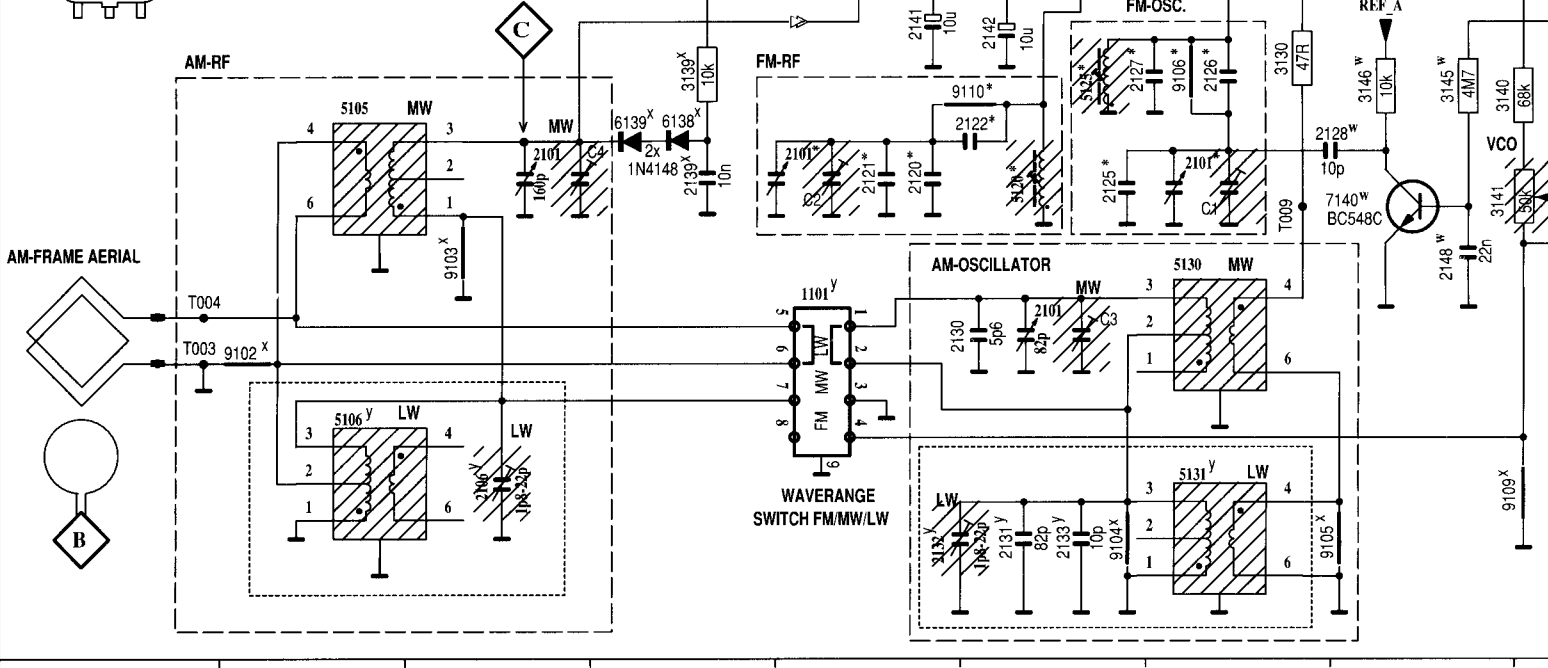 C
2141
10u
2142
10u
FM-OSC.
REF_A
AM-RF
FM-RF
3139x
10k
5125*
2127*
9106*
2126*
3130
47R
3146w
10k
3145w
4M7
3140
68k
5105
MW
4
3
2
6
1
MW
2101
160p
C4
6139x
6138x
2x
1N4148
2139x
10n
9110*
2122*
2101*
C2
2121*
2120*
5120*
2125*
2101*
C1
2128w
10p
VCO
3141
50k
7140w
BC548C
T009
2148w
22n
9103x
AM-FRAME AERIAL
T004
T003
9102x
1101y
5
6
7
8
1
2
3
4
9
LW
MW
FM
WAVERANGE
SWITCH FM/MW/LW
AM-OSCILLATOR
MW
2130
5p6
2101
82p
C3
5130
MW
3
2
1
4
6
5106y
LW
3
2
1
4
6
LW
2106y
1p8-22p
B
LW
2132y
1p8-22p
2131y
82p
2133y
10p
9104x
5131y
LW
3
2
1
4
6
9105x
9109x